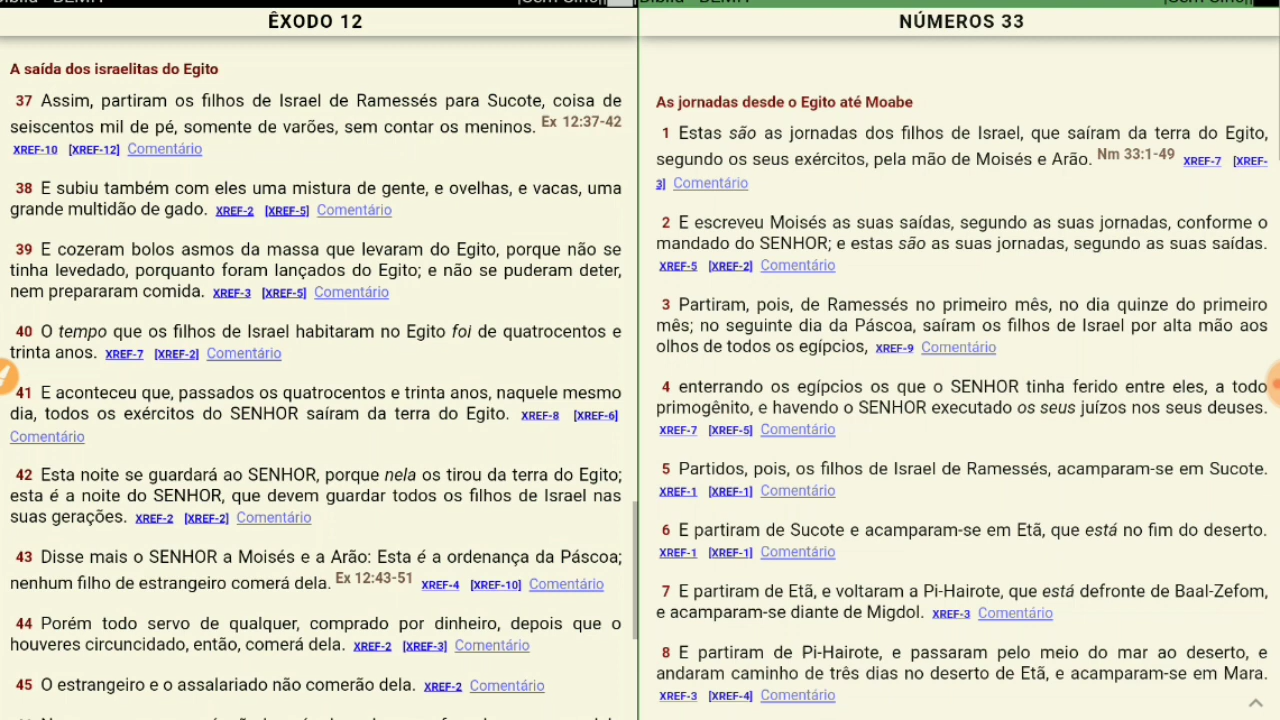 ÊXODO 12
A saída dos israelitas do Egito
37 Assim, partiram os filhos de Israel de Ramessés para Sucote, coisa de
seiscentos mil de pé, somente de varões, sem contar os meninos. Ex 12:37-42
XREF-10 [XREF-12] Comentário
38 E subiu também com eles uma mistura de gente, e ovelhas, e vacas, uma
grande multidão de gado. XREF-2 [XREF-5] Comentário
39 E cozeram bolos asmos da massa que levaram do Egito, porque não se
tinha levedado, porquanto foram lançados do Egito; e não se puderam deter,
nem prepararam comida. XREF-3 [XREF-5] Comentário
40 O tempo que os filhos de Israel habitaram no Egito foi de quatrocentos e
trinta anos. XREF-7 [XREF-2] Comentário
41 E aconteceu que, passados os quatrocentos e trinta anos, naquele mesmo
dia, todos os exércitos do SENHOR saíram da terra do Egito. XREF-8 [XREF-6]
Comentário
42 Esta noite se guardará ao SENHOR, porque nela os tirou da terra do Egito;
esta é a noite do SENHOR, que devem guardar todos os filhos de Israel nas
suas gerações. XREF-2 [XREF-2] Comentário
43 Disse mais o SENHOR a Moisés e a Arão: Esta é a ordenança da Páscoa;
nenhum filho de estrangeiro comerá dela. Ex 12:43-51 XREF-4 [XREF-10] Comentário
44 Porém todo servo de qualquer, comprado por dinheiro, depois que o
houveres circuncidado, então, comerá dela. XREF-2 [XREF-3] Comentário
45 O estrangeiro e o assalariado não comerão dela. XREF-2 Comentário
NÚMEROS 33
As jornadas desde o Egito até Moabe
1 Estas são as jornadas dos filhos de Israel, que saíram da terra do Egito,
segundo os seus exércitos, pela mão de Moisés e Arão. Nm 33:1-49 XREF-7 [XREF-
3] Comentário
2 E escreveu Moisés as suas saídas, segundo as suas jornadas, conforme o
mandado do SENHOR; e estas são as suas jornadas, segundo as suas saídas.
XREF-5 [XREF-2] Comentário
3 Partiram, pois, de Ramessés no primeiro mês, no dia quinze do primeiro
mês; no seguinte dia da Páscoa, saíram os filhos de Israel por alta mão aos
olhos de todos os egípcios, XREF-9 Comentário
4 enterrando os egípcios os que o SENHOR tinha ferido entre eles, a todo
primogênito, e havendo o SENHOR executado os seus juízos nos seus deuses.
XREF-7 [XREF-5] Comentário
5 Partidos, pois, os filhos de Israel de Ramessés, acamparam-se em Sucote.
XREF-1 [XREF-1] Comentário
6 E partiram de Sucote e acamparam-se em Etã, que está no fim do deserto.
XREF-1 [XREF-1] Comentário
7 E partiram de Etã, e voltaram a Pi-Hairote, que está defronte de Baal-Zefom,
e acamparam-se diante de Migdol. XREF-3 Comentário
8 E partiram de Pi-Hairote, e passaram pelo meio do mar ao deserto, e
andaram caminho de três dias no deserto de Etã, e acamparam-se em Mara.
XREF-3 [XREF-4] Comentário